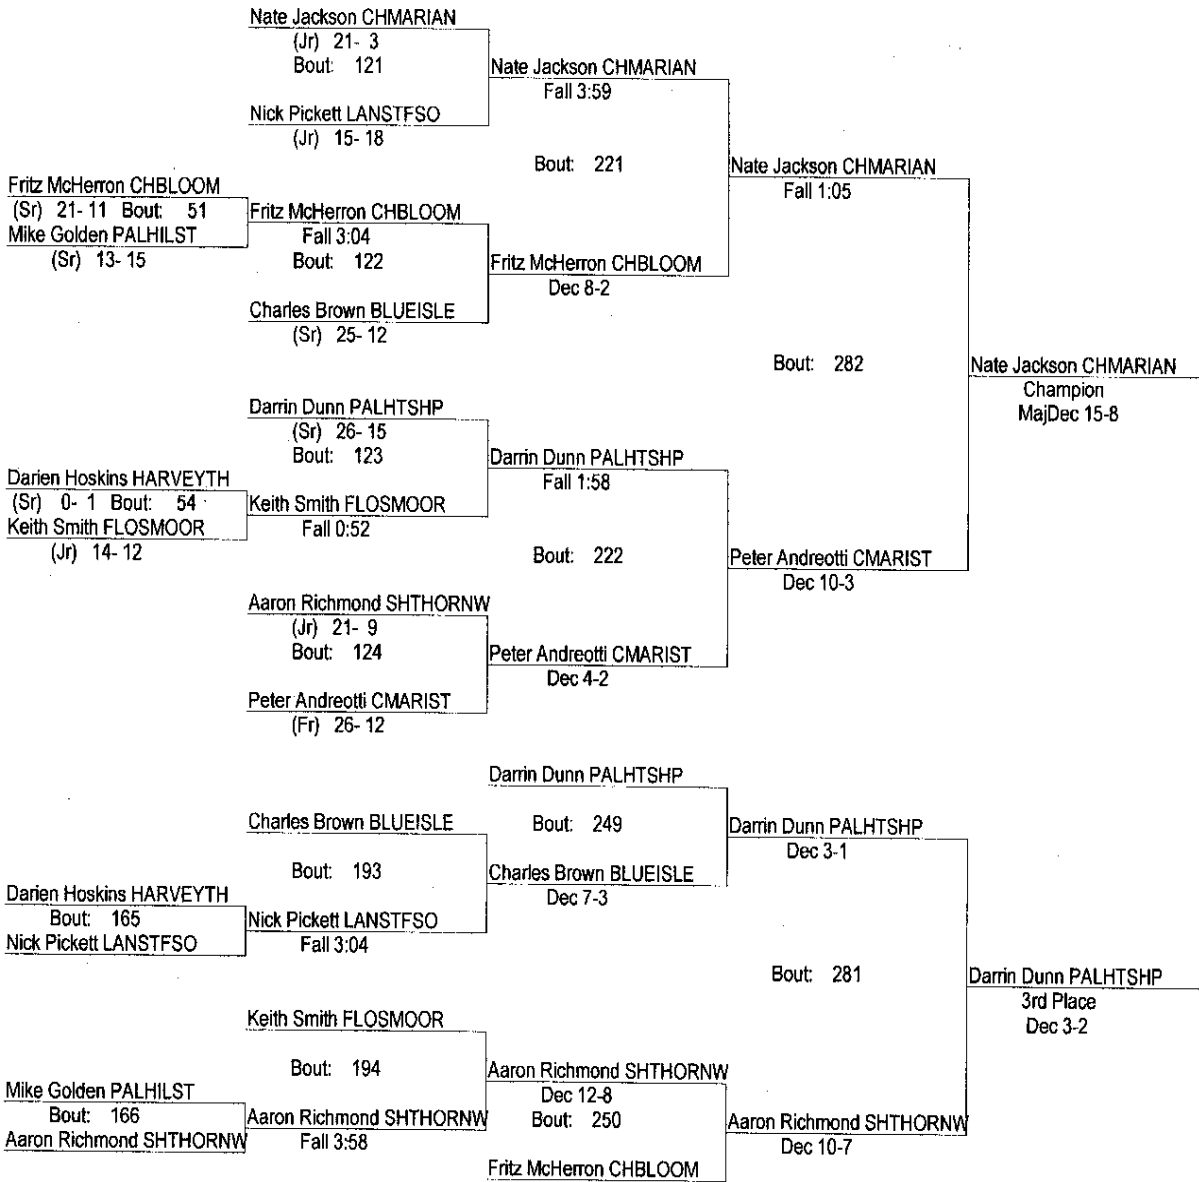 Nate Jackson CHMARIAN
(Jr) 21- 3
Bout: 121
Nick Pickett LANSTFSO
(Jr) 15- 18
Nate Jackson CHMARIAN
Fall 3:59
Bout: 221
Fritz McHerron CHBLOOM
(Sr) 21- 11 Bout: 51
Mike Golden PALHILST
(Sr) 13- 15
Fritz McHerron CHBLOOM
Fall 3:04
Bout: 122
Charles Brown BLUEISLE
(Sr) 25- 12
Fritz McHerron CHBLOOM
Dec 8-2
Nate Jackson CHMARIAN
Fall 1:05
Bout: 282
Nate Jackson CHMARIAN
Champion
MajDec 15-8
Darrin Dunn PALHTSHP
(Sr) 26- 15
Bout: 123
Darien Hoskins HARVEYTH
(Sr) 0- 1 Bout: 54
Keith Smith FLOSMOOR
(Jr) 14- 12
Keith Smith FLOSMOOR
Fall 0:52
Darrin Dunn PALHTSHP
Fall 1:58
Bout: 222
Peter Andreotti CMARIST
Dec 10-3
Aaron Richmond SHTHORNW
(Jr) 21- 9
Bout: 124
Peter Andreotti CMARIST
(Fr) 26- 12
Peter Andreotti CMARIST
Dec 4-2
Darrin Dunn PALHTSHP
Bout: 249
Charles Brown BLUEISLE
Bout: 193
Darien Hoskins HARVEYTH
Bout: 165
Nick Pickett LANSTFSO
Nick Pickett LANSTFSO
Fall 3:04
Charles Brown BLUEISLE
Dec 7-3
Darrin Dunn PALHTSHP
Dec 3-1
Bout: 281
Darrin Dunn PALHTSHP
3rd Place
Dec 3-2
Keith Smith FLOSMOOR
Bout: 194
Mike Golden PALHILST
Bout: 166
Aaron Richmond SHTHORNW
Aaron Richmond SHTHORNW
Fall 3:58
Aaron Richmond SHTHORNW
Dec 12-8
Bout: 250
Fritz McHerron CHBLOOM
Aaron Richmond SHTHORNW
Dec 10-7